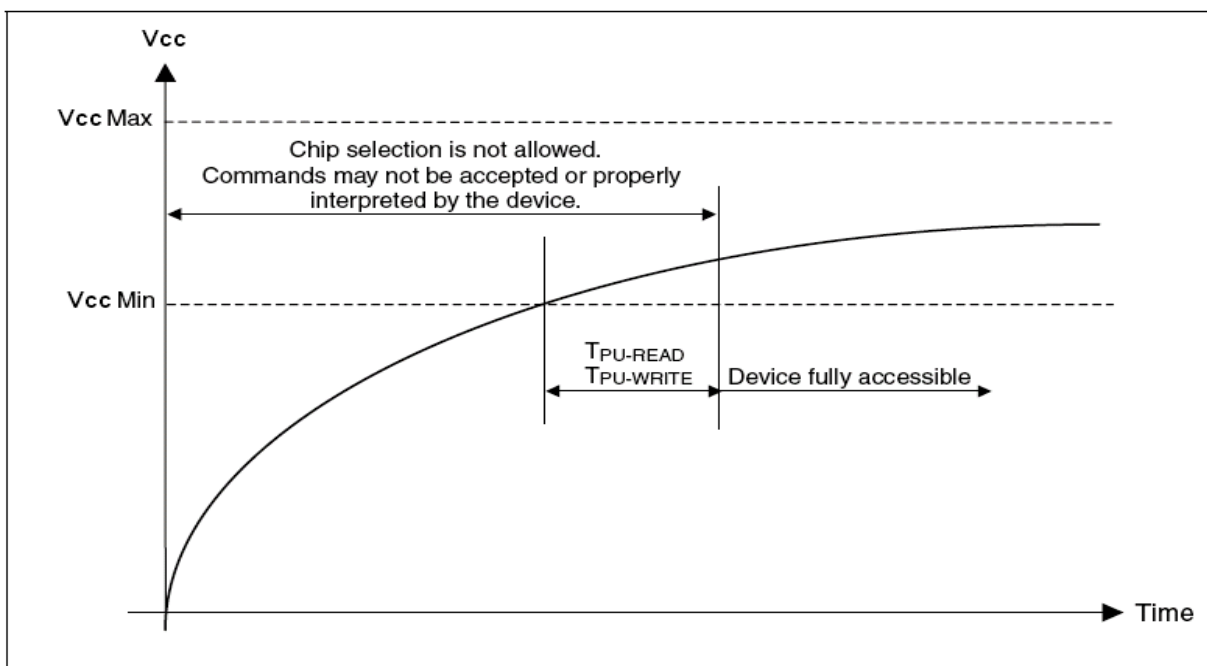 Vcc
Vcc Max
Chip selection is not allowed.
Commands may not be accepted or properly
interpreted by the device.
Vcc Min
TPU-READ
TPU-WRITE
Device fully accessible
Time